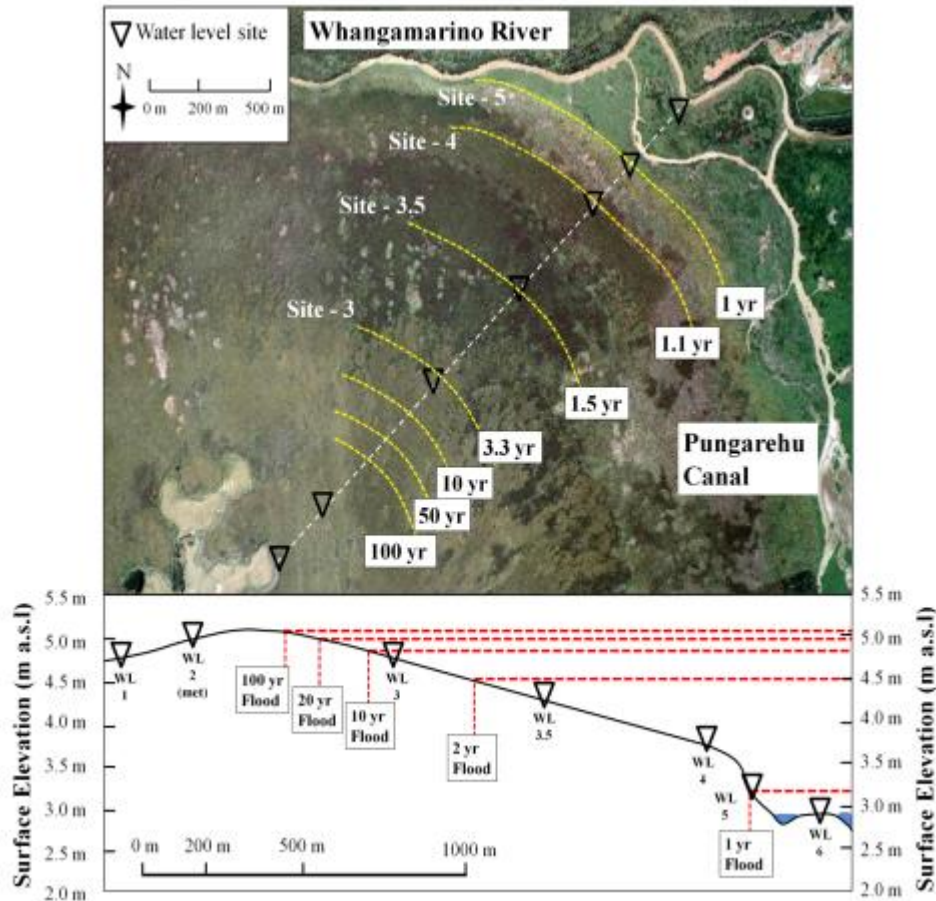 Water level site
N
0 m 200 m 500 m
Whangamarino River
Site - 5
Site - 4
Site - 3.5
Site - 3
1 yr
1.1 yr
1.5 yr
3.3 yr
10 yr
50 yr
100 yr
Pungarehu
Canal
Surface Elevation (m a.s.l)
5.5 m
5.0 m
4.5 m
4.0 m
3.5 m
3.0 m
2.5 m
2.0 m
WL
1
WL
2
(met)
100 yr
Flood
20 yr
Flood
10 yr
Flood
WL
3
2 yr
Flood
WL
3.5
WL
4
WL
5
1 yr
Flood
WL
6
0 m 200 m 500 m 1000 m
5.5 m
5.0 m
4.5 m
4.0 m
3.5 m
3.0 m
2.5 m
2.0 m
Surface Elevation (m a.s.l)